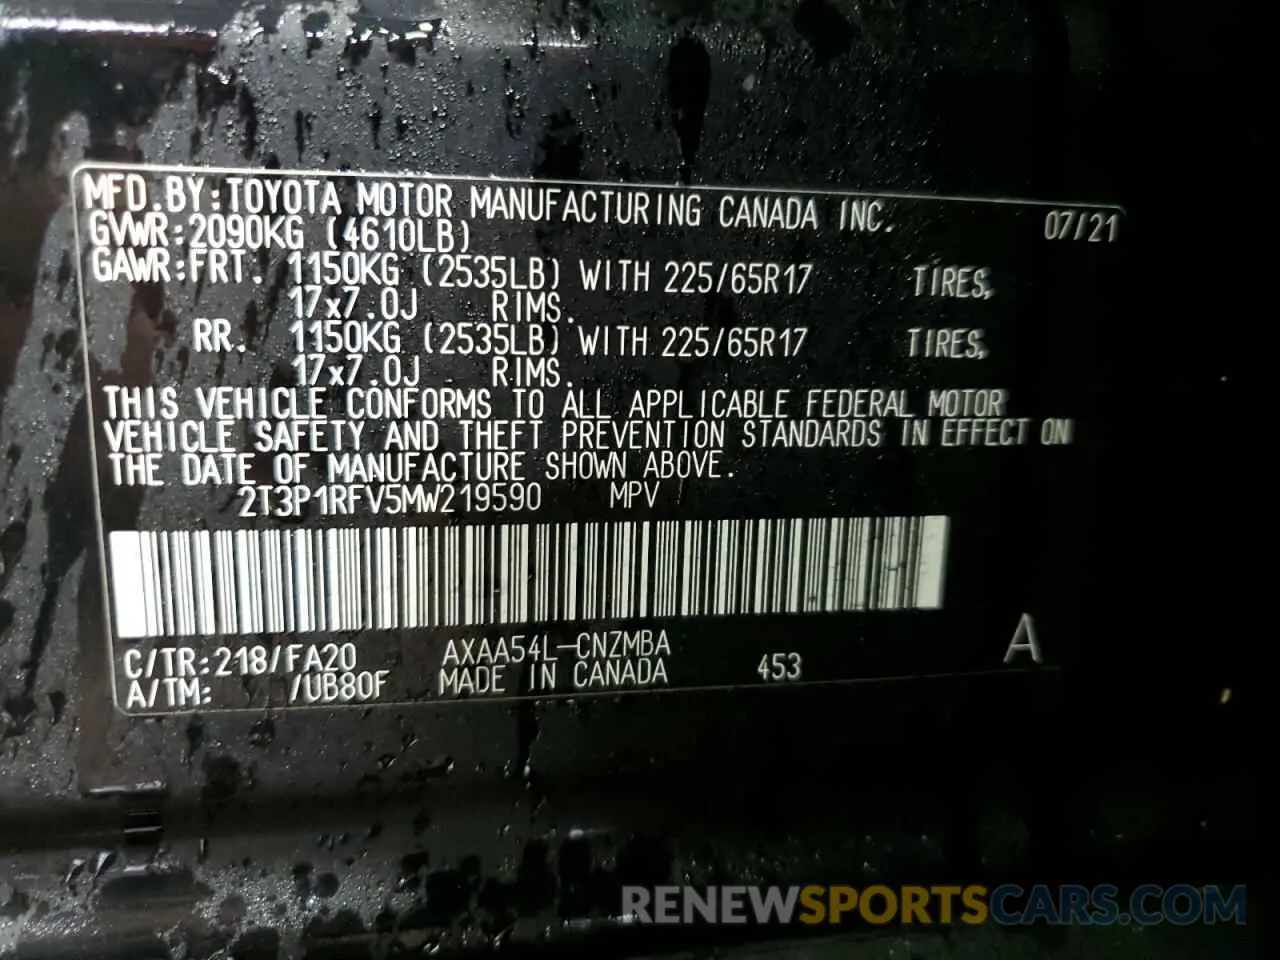 MFD.BY:TOYOTA MOTOR MANUFACTURING CANADA INC. 07/21
GVWR:2090KG (4610LB)
GAWR:FRT. 1150KG (2535LB) WITH 225/65R17 TIRES,
17x7.0J RIMS.
RR. 1150KG (2535LB) WITH 225/65R17 TIRES,
17x7.0J RIMS.
THIS VEHICLE CONFORMS TO ALL APPLICABLE FEDERAL MOTOR
VEHICLE SAFETY AND THEFT PREVENTION STANDARDS IN EFFECT ON
THE DATE OF MANUFACTURE SHOWN ABOVE.
2T3P1RFV5MW219590 MPV
C/TR:218/FA20 AXAA54L-CNZMBA 453 A
A/TM: /UB80F MADE IN CANADA
RENEWSPORTSCARS.COM